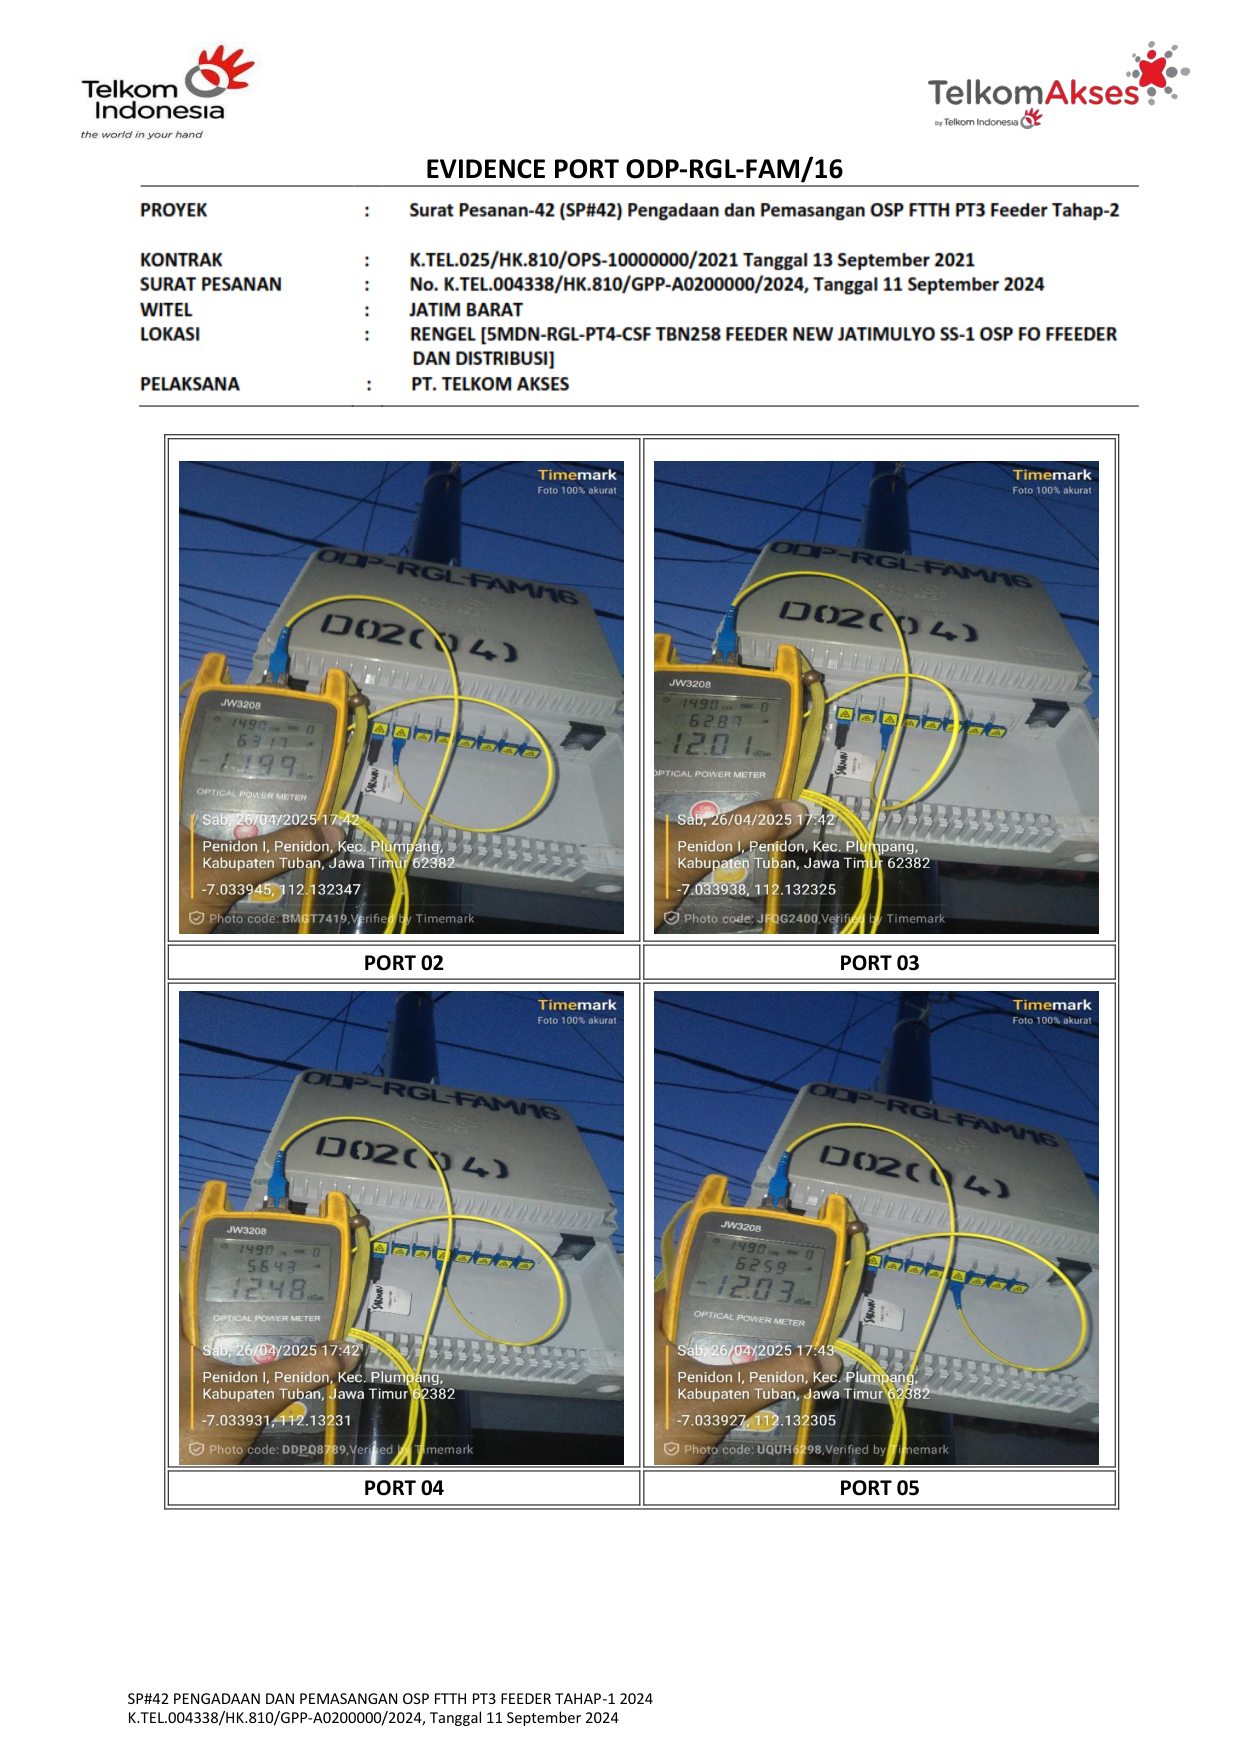 Telkom
Indonesia
the world in your hand
TelkomAkses
by Telkom Indonesia
EVIDENCE PORT ODP-RGL-FAM/16
PROYEK : Surat Pesanan-42 (SP#42) Pengadaan dan Pemasangan OSP FTTH PT3 Feeder Tahap-2
KONTRAK : K.TEL.025/HK.810/OPS-10000000/2021 Tanggal 13 September 2021
SURAT PESANAN : No. K.TEL.004338/HK.810/GPP-A0200000/2024, Tanggal 11 September 2024
WITEL : JATIM BARAT
LOKASI : RENGEL [5MDN-RGL-PT4-CSF TBN258 FEEDER NEW JATIMULYO SS-1 OSP FO FFEEDER
DAN DISTRIBUSI]
PELAKSANA : PT. TELKOM AKSES
Timemark
Foto 100% akurat
ODP-RGL-FAM/16
D02(04)
JW3208
1490
63.17
-11.99
OPTICAL POWER METER
SARMAN
Sab, 26/04/2025 17:42
Penidon I, Penidon, Kec. Plumpang,
Kabupaten Tuban, Jawa Timur 62382
-7.033945, 112.132347
Photo code: BMGT7419,Verified by Timemark
PORT 02
Timemark
Foto 100% akurat
ODP-RGL-FAM/16
D02(04)
JW3208
1490
62.87
-12.01
OPTICAL POWER METER
SARMAN
Sab, 26/04/2025 17:42
Penidon I, Penidon, Kec. Plumpang,
Kabupaten Tuban, Jawa Timur 62382
-7.033938, 112.132325
Photo code: JFQG2400,Verified by Timemark
PORT 03
Timemark
Foto 100% akurat
ODP-RGL-FAM/16
D02(04)
JW3208
1490
56.43
12.48
OPTICAL POWER METER
SARMAN
Sab, 26/04/2025 17:42
Penidon I, Penidon, Kec. Plumpang,
Kabupaten Tuban, Jawa Timur 62382
-7.033931, 112.13231
Photo code: DDPQ8789,Verified by Timemark
PORT 04
Timemark
Foto 100% akurat
ODP-RGL-FAM/16
D02(04)
JW3208
1490
62.59
-12.03
OPTICAL POWER METER
SARMAN
Sab, 26/04/2025 17:43
Penidon I, Penidon, Kec. Plumpang,
Kabupaten Tuban, Jawa Timur 62382
-7.033927, 112.132305
Photo code: UQUH6298,Verified by Timemark
PORT 05
SP#42 PENGADAAN DAN PEMASANGAN OSP FTTH PT3 FEEDER TAHAP-1 2024
K.TEL.004338/HK.810/GPP-A0200000/2024, Tanggal 11 September 2024